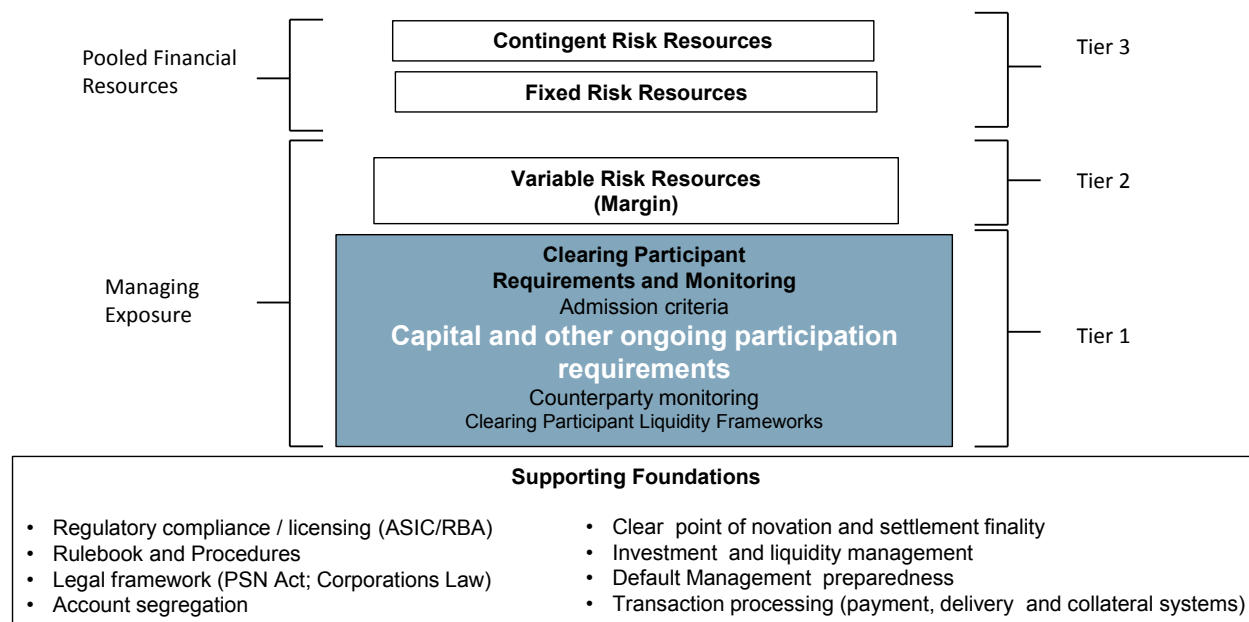 Pooled Financial
Resources
Contingent Risk Resources
Fixed Risk Resources
Tier 3
Variable Risk Resources
(Margin)
Tier 2
Managing
Exposure
Clearing Participant
Requirements and Monitoring
Admission criteria
Capital and other ongoing participation
requirements
Counterparty monitoring
Clearing Participant Liquidity Frameworks
Tier 1
Supporting Foundations
• Regulatory compliance / licensing (ASIC/RBA)
• Rulebook and Procedures
• Legal framework (PSN Act; Corporations Law)
• Account segregation
• Clear point of novation and settlement finality
• Investment and liquidity management
• Default Management preparedness
• Transaction processing (payment, delivery and collateral systems)